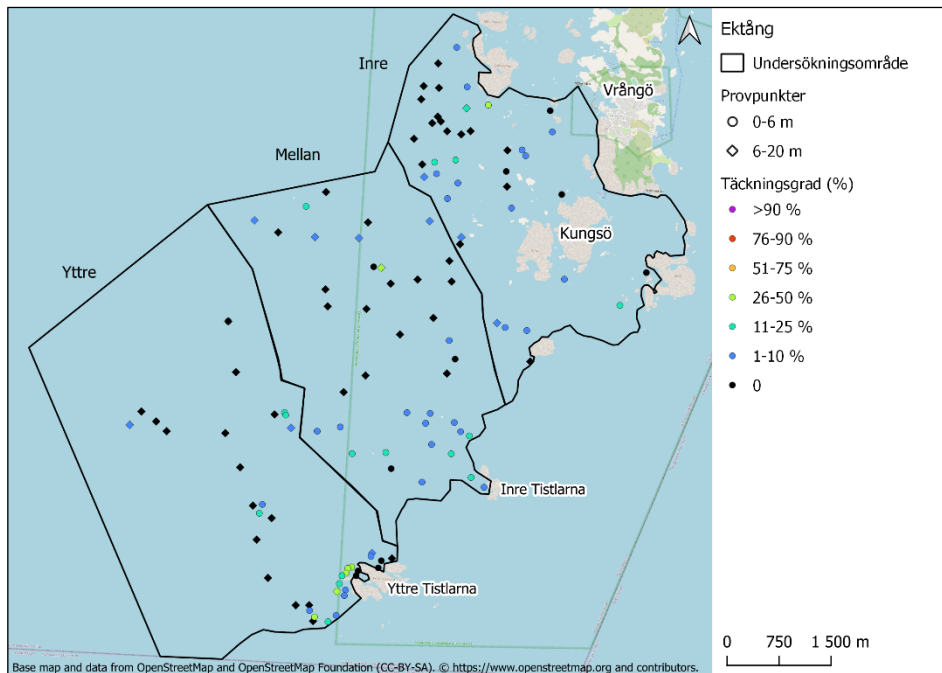 Inre
Mellan
Yttre
Vrångö
Kungsö
Inre Tistlarna
Yttre Tistlarna
Base map and data from OpenStreetMap and OpenStreetMap Foundation (CC-BY-SA). © https://www.openstreetmap.org and contributors.
Ektång
Undersökningsområde
Provpunkter
0-6 m
6-20 m
Täckningsgrad (%)
>90 %
76-90 %
51-75 %
26-50 %
11-25 %
1-10 %
0
0 750 1 500 m